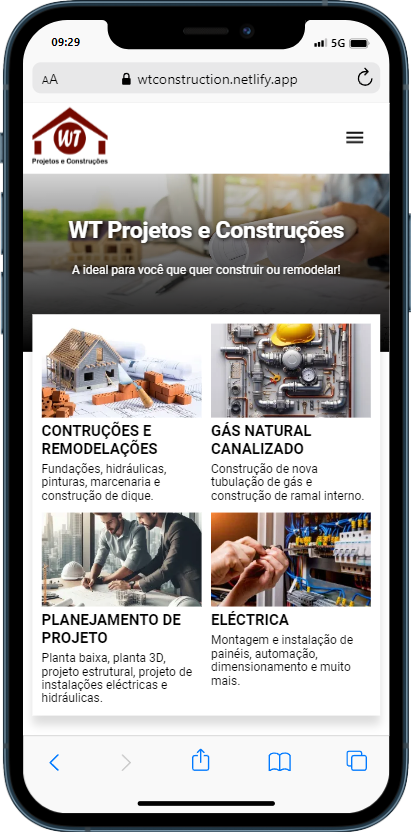 09:29
5G
AA
wtconstruction.netlify.app
WT
Projetos e Construções
WT Projetos e Construções
A ideal para você que quer construir ou remodelar!
CONTRUÇÕES E
REMODELAÇÕES
Fundações, hidráulicas,
pinturas, marcenaria e
construção de dique.
GÁS NATURAL
CANALIZADO
Construção de nova
tubulação de gás e
construção de ramal interno.
PLANEJAMENTO DE
PROJETO
Planta baixa, planta 3D,
projeto estrutural, projeto de
instalações eléctricas e
hidráulicas.
ELÉCTRICA
Montagem e instalação de
painéis, automação,
dimensionamento e muito
mais.